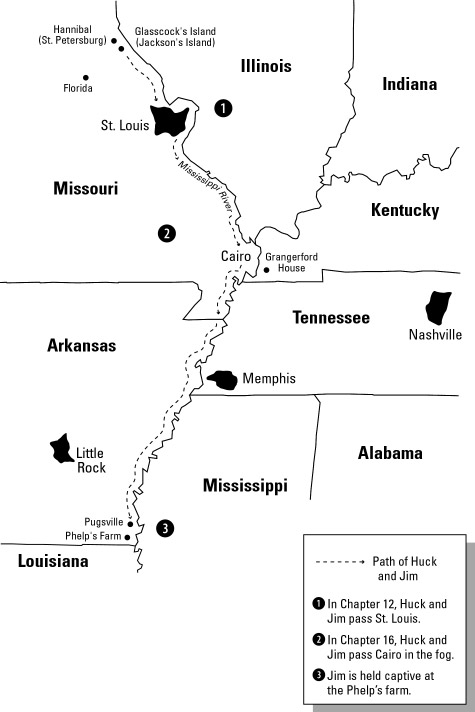 Hannibal
(St. Petersburg)
Glasscock's Island
(Jackson's Island)
Illinois
Indiana
Florida
1
St. Louis
Missouri
Mississippi River
2
Kentucky
Cairo
Grangerford
House
Tennessee
Nashville
Arkansas
Memphis
Little
Rock
Alabama
Mississippi
Pugsville
Phelp's Farm
3
Louisiana
Path of Huck
and Jim
1 In Chapter 12, Huck and
Jim pass St. Louis.
2 In Chapter 16, Huck and
Jim pass Cairo in the fog.
3 Jim is held captive at
the Phelp's farm.